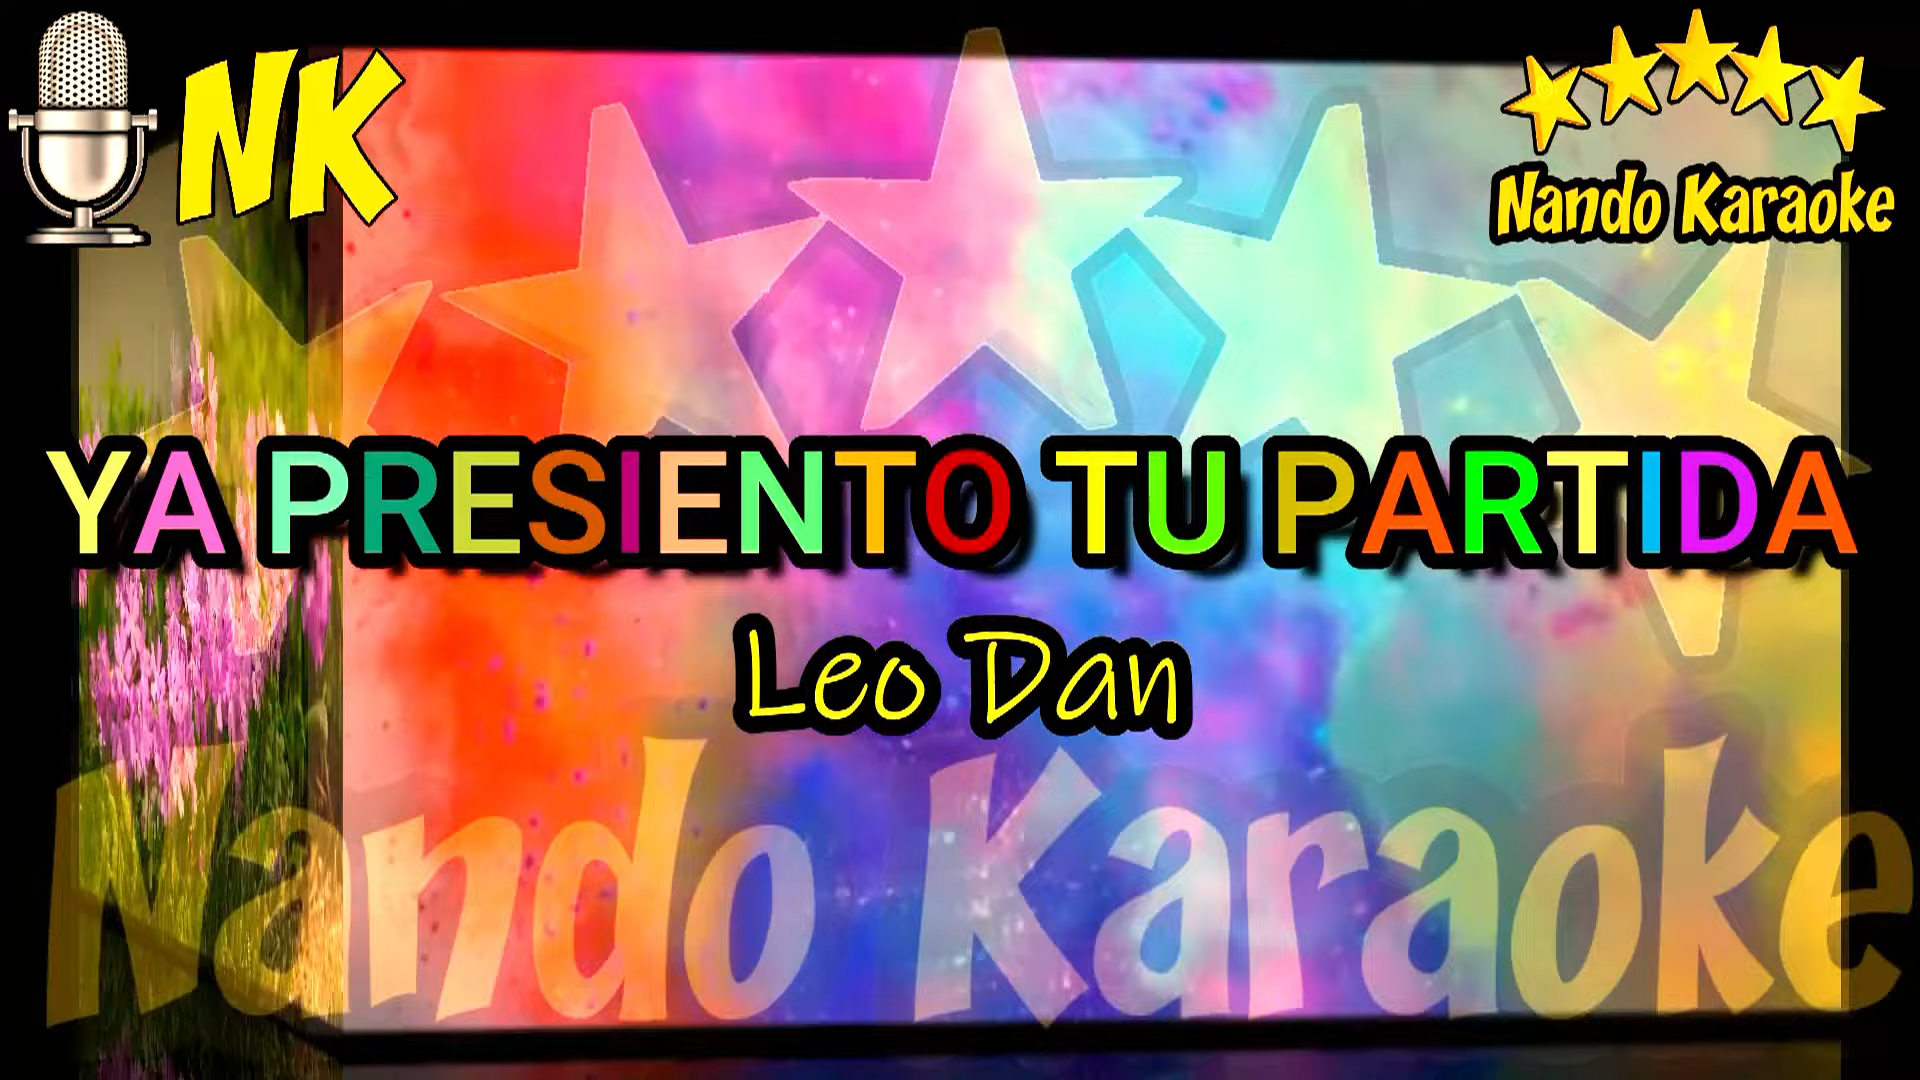 NK
Nando Karaoke
YA PRESIENTO TU PARTIDA
Leo Dan
Nando Karaoke